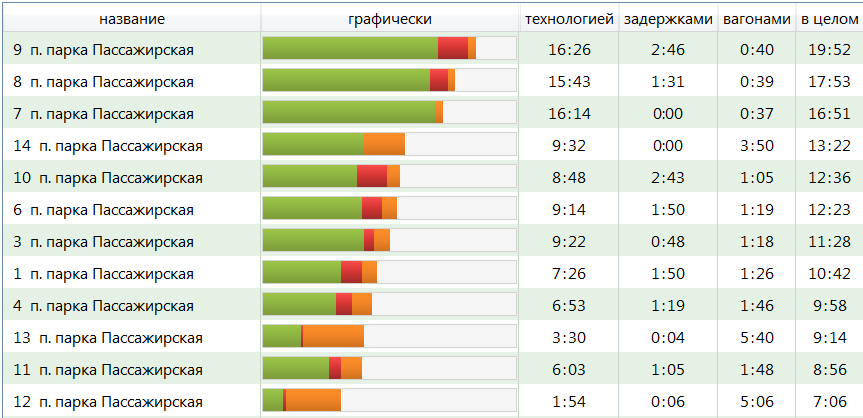 название графически технологией задержками вагонами в целом
9 п. парка Пассажирская 16:26 2:46 0:40 19:52
8 п. парка Пассажирская 15:43 1:31 0:39 17:53
7 п. парка Пассажирская 16:14 0:00 0:37 16:51
14 п. парка Пассажирская 9:32 0:00 3:50 13:22
10 п. парка Пассажирская 8:48 2:43 1:05 12:36
6 п. парка Пассажирская 9:14 1:50 1:19 12:23
3 п. парка Пассажирская 9:22 0:48 1:18 11:28
1 п. парка Пассажирская 7:26 1:50 1:26 10:42
4 п. парка Пассажирская 6:53 1:19 1:46 9:58
13 п. парка Пассажирская 3:30 0:04 5:40 9:14
11 п. парка Пассажирская 6:03 1:05 1:48 8:56
12 п. парка Пассажирская 1:54 0:06 5:06 7:06